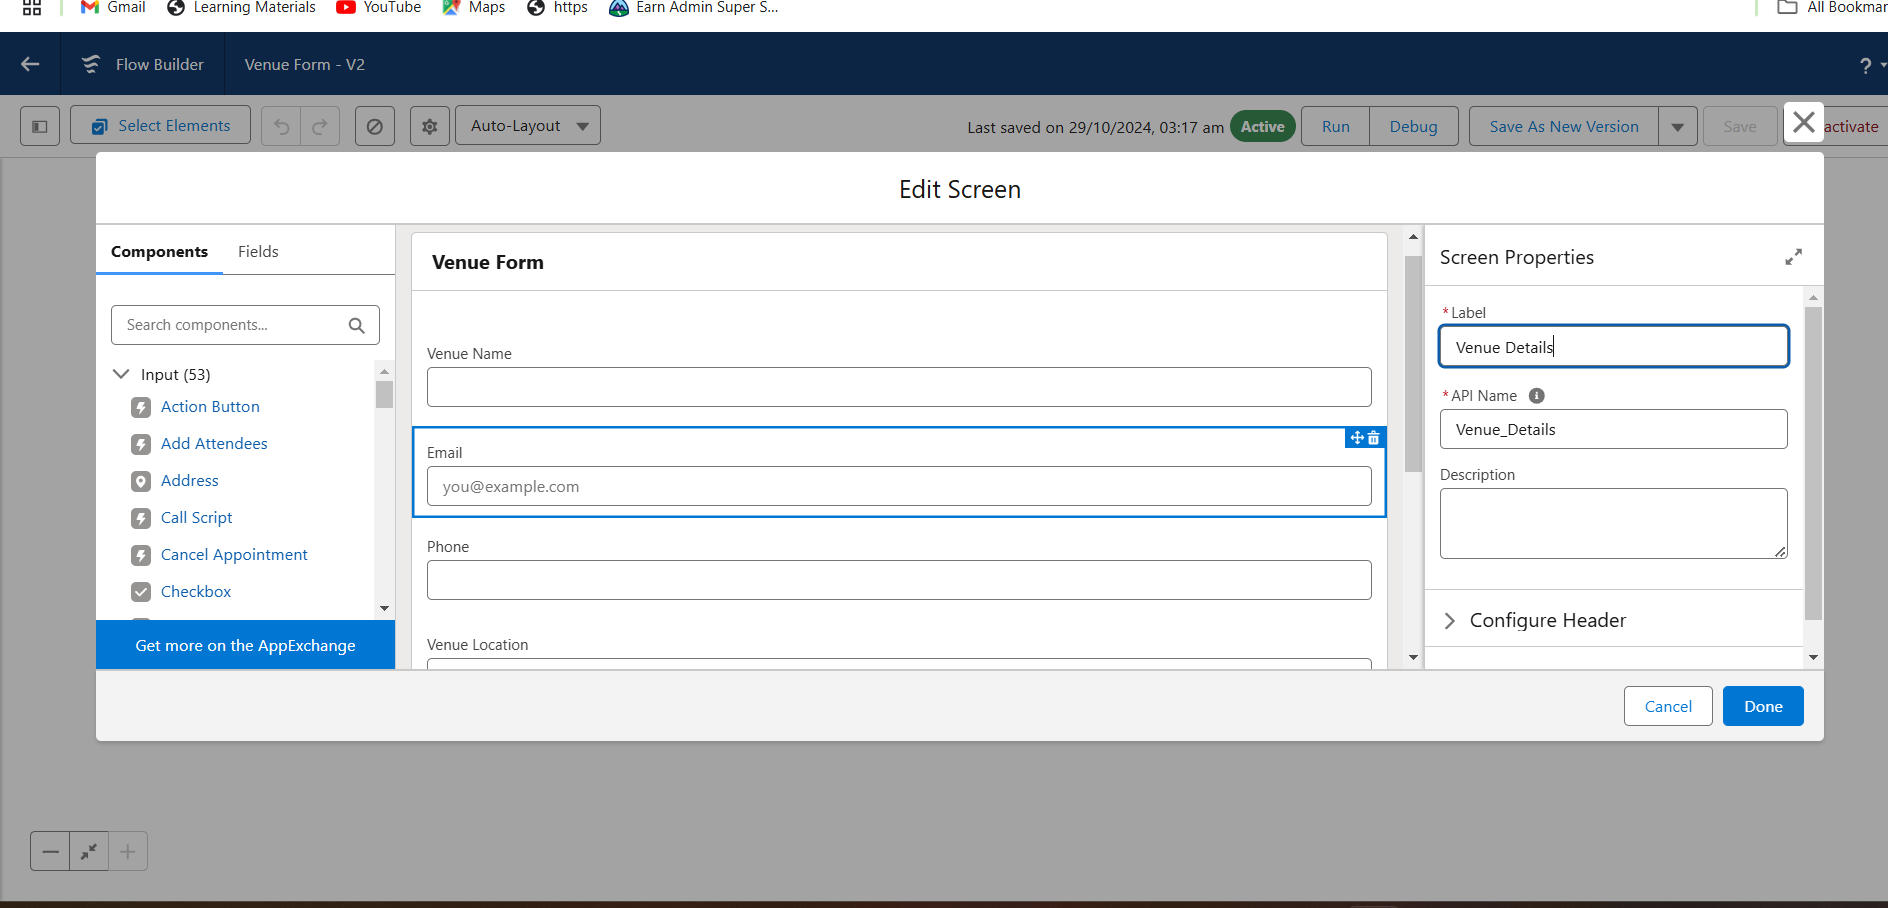 Gmail Learning Materials YouTube Maps https Earn Admin Super S...
Flow Builder Venue Form - V2 ?
Select Elements Auto-Layout Last saved on 29/10/2024, 03:17 am Active Run Debug Save As New Version Save activate
Edit Screen
Components Fields
Search components...
Input (53)
Action Button
Add Attendees
Address
Call Script
Cancel Appointment
Checkbox
Get more on the AppExchange
Venue Form
Venue Name
Email
you@example.com
Phone
Venue Location
Screen Properties
*Label
Venue Details
*API Name
Venue_Details
Description
Configure Header
Cancel Done